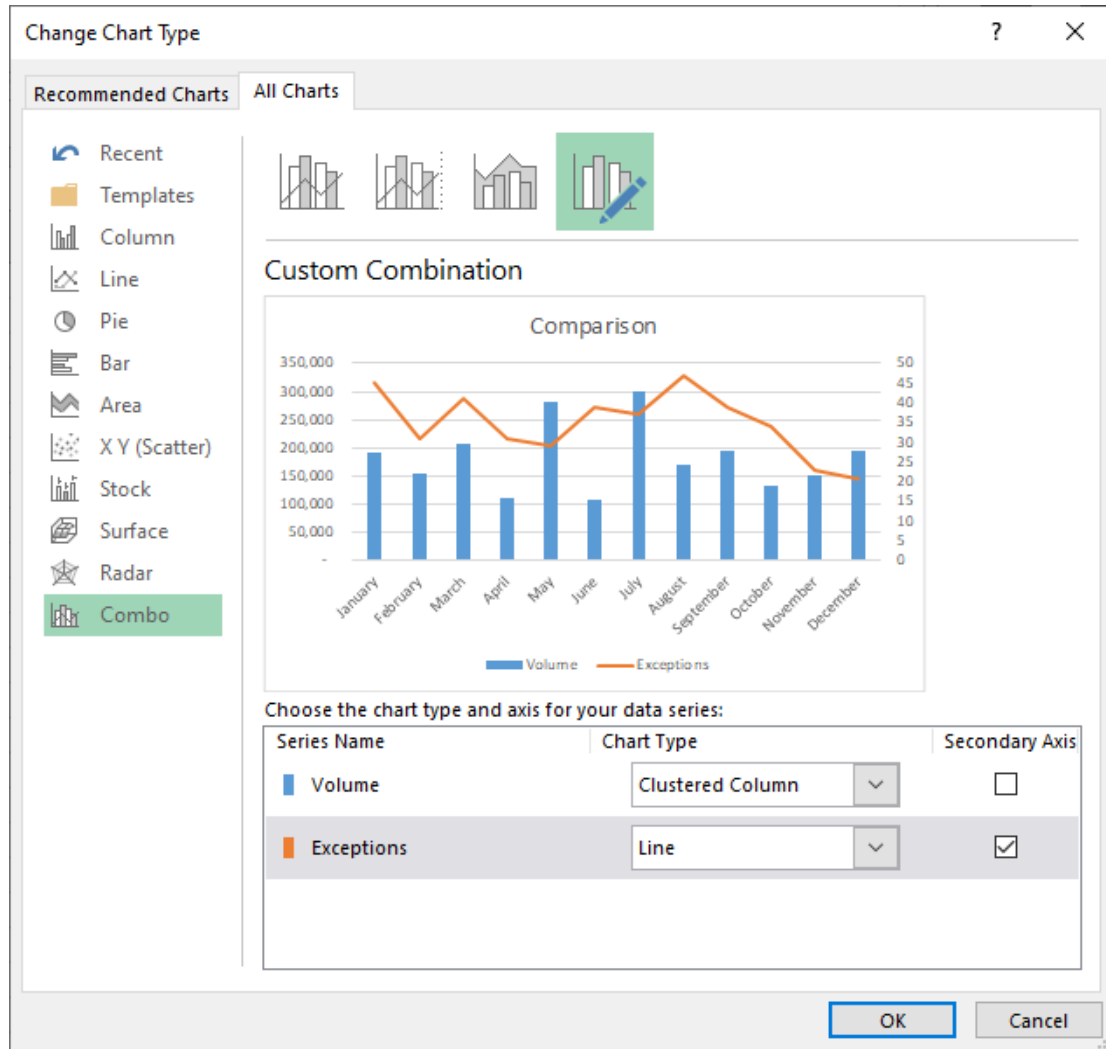 Change Chart Type
?
Recommended Charts
All Charts
Recent
Templates
Column
Line
Pie
Bar
Area
X Y (Scatter)
Stock
Surface
Radar
Combo
Custom Combination
Comparison
350,000
300,000
250,000
200,000
150,000
100,000
50,000
-
50
45
40
35
30
25
20
15
10
5
0
January
February
March
April
May
June
July
August
September
October
November
December
Volume
Exceptions
Choose the chart type and axis for your data series:
Series Name Chart Type Secondary Axis
Volume Clustered Column
Exceptions Line
OK Cancel